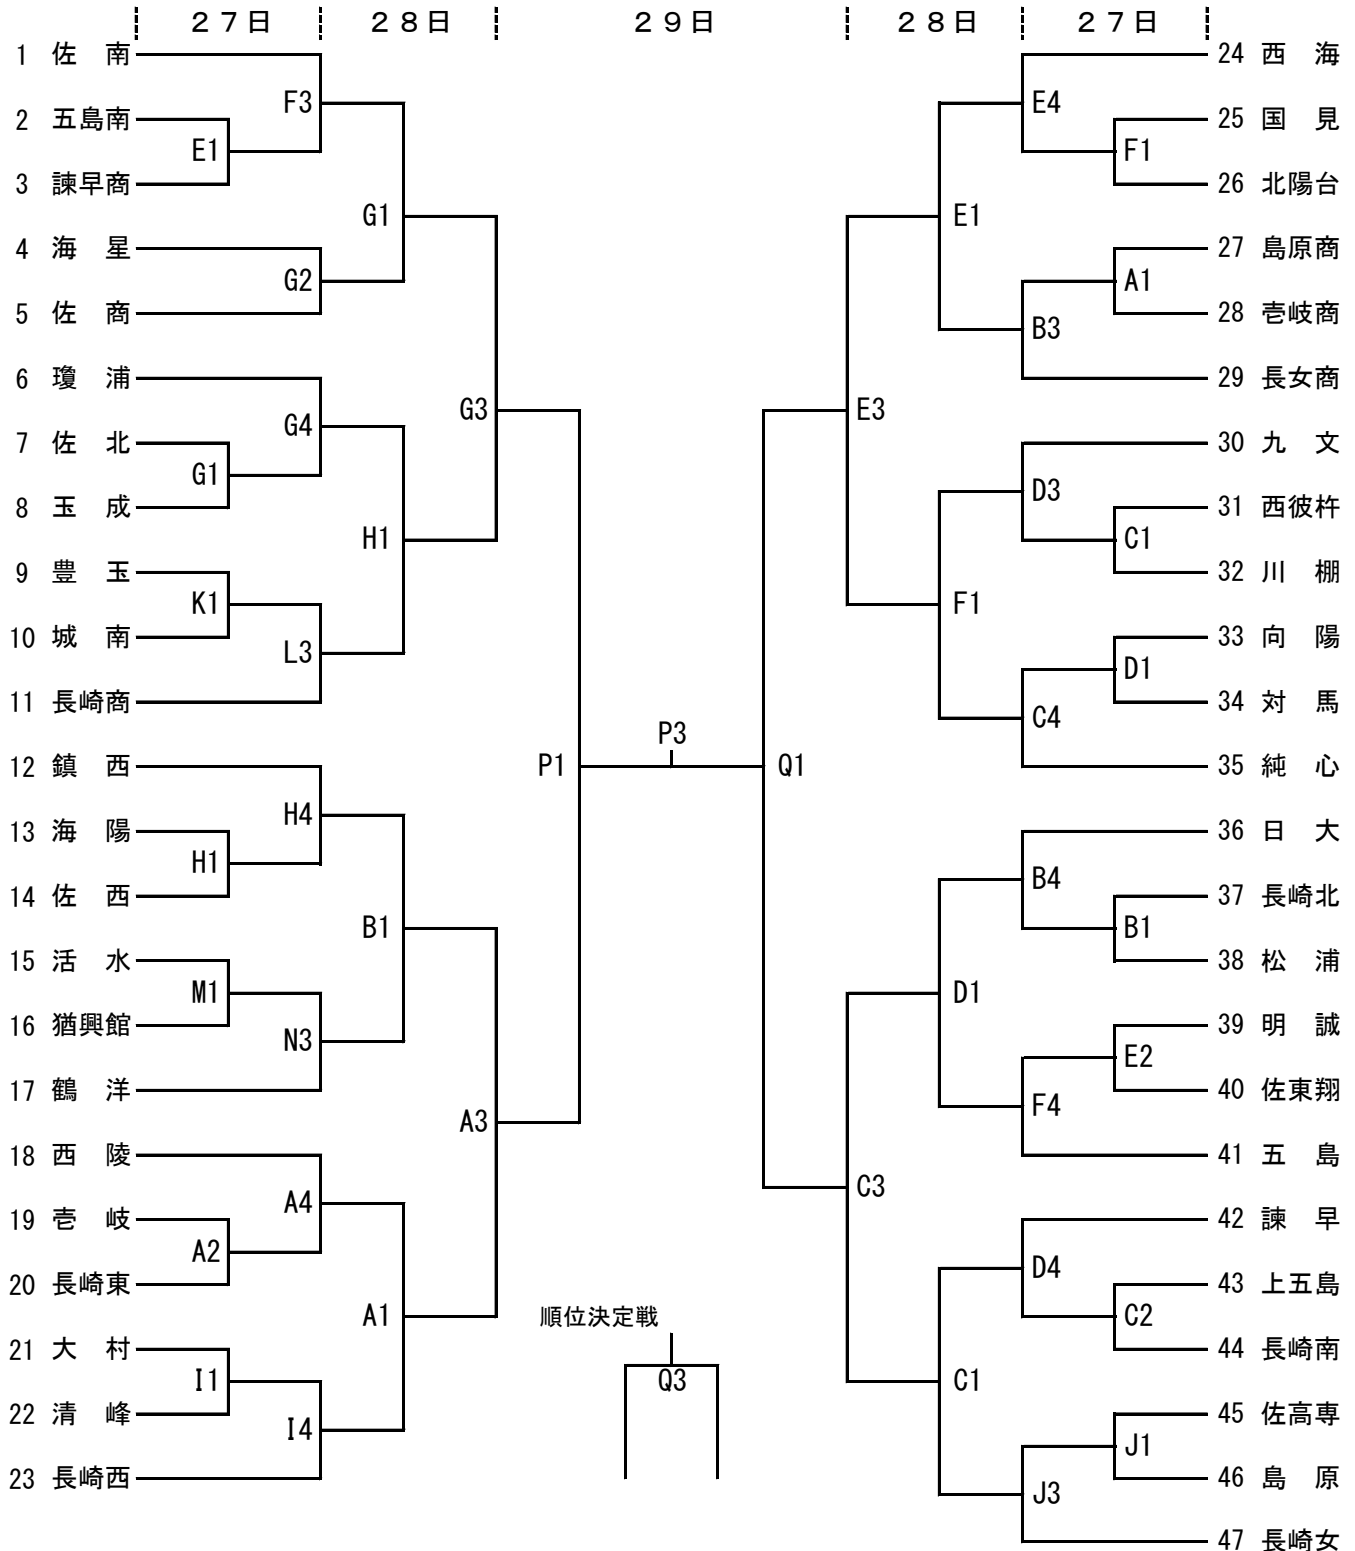 27日 28日 29日 28日 27日
1 佐 南 24 西 海
F3 E4
2 五島南 25 国 見
E1 F1
3 諫早商 26 北陽台
G1 E1
4 海 星 27 島原商
G2 A1
5 佐 商 28 壱岐商
B3
6 瓊 浦 29 長女商
G3 E3
G4
7 佐 北 30 九 文
G1 D3
8 玉 成 31 西彼杵
H1 C1
9 豊 玉 32 川 棚
K1 F1
10 城 南 33 向 陽
L3 D1
11 長崎商 34 対 馬
C4
P3
12 鎮 西 P1 Q1 35 純 心
H4
13 海 陽 36 日 大
H1 B4
14 佐 西 37 長崎北
B1 B1
15 活 水 38 松 浦
M1 D1
16 猶興館 39 明 誠
N3 E2
17 鶴 洋 40 佐東翔
A3 F4
18 西 陵 41 五 島
C3
A4
19 壱 岐 42 諫 早
A2 D4
20 長崎東 43 上五島
A1 順位決定戦 C2
21 大 村 44 長崎南
I1 Q3 C1
22 清 峰 45 佐高専
I4 J1
23 長崎西 46 島 原
J3
47 長崎女